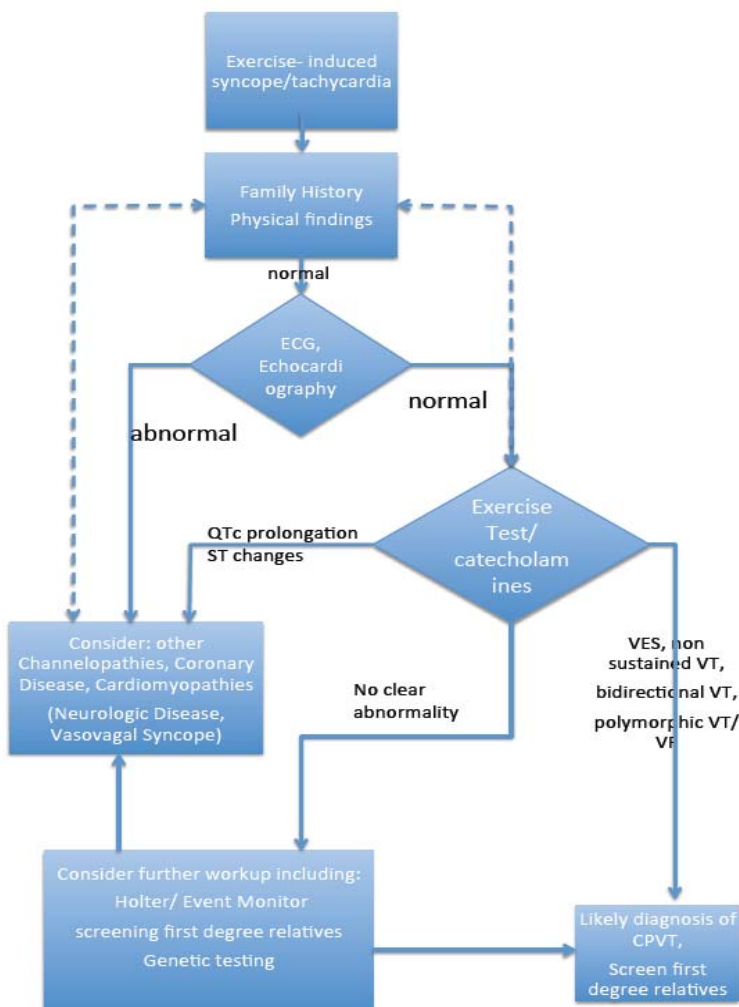 Exercise- induced
syncope/tachycardia
Family History
Physical findings
normal
ECG,
Echocardi
ography
abnormal
normal
Exercise
Test/
catecholam
ines
QTc prolongation
ST changes
Consider: other
Channelopathies, Coronary
Disease, Cardiomyopathies
(Neurologic Disease,
Vasovagal Syncope)
No clear
abnormality
VES, non
sustained VT,
bidirectional VT,
polymorphic VT/
VF
Consider further workup including:
Holter/ Event Monitor
screening first degree relatives
Genetic testing
Likely diagnosis of
CPVT,
Screen first
degree relatives